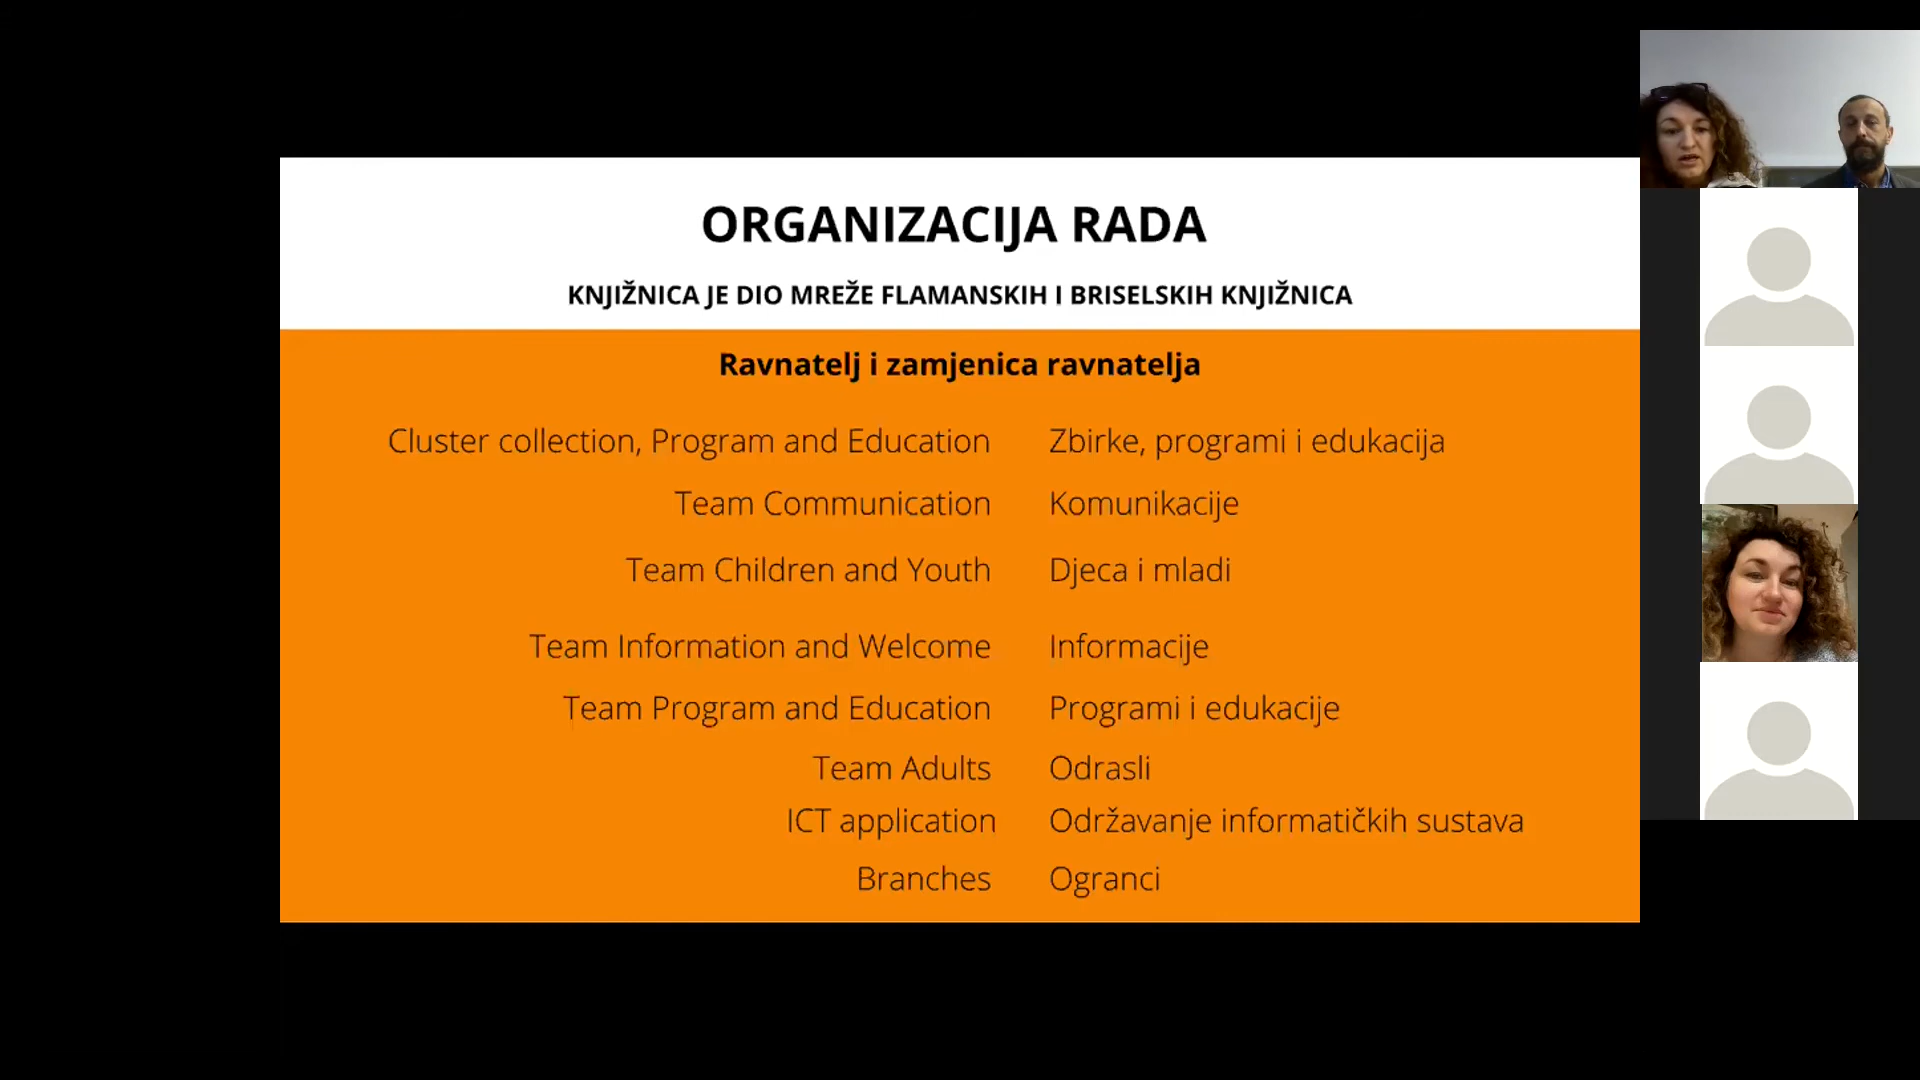 ORGANIZACIJA RADA
KNJIŽNICA JE DIO MREŽE FLAMANSKIH I BRISELSKIH KNJIŽNICA
Ravnatelj i zamjenica ravnatelja
Cluster collection, Program and Education Zbirke, programi i edukacija
Team Communication Komunikacije
Team Children and Youth Djeca i mladi
Team Information and Welcome Informacije
Team Program and Education Programi i edukacije
Team Adults Odrasli
ICT application Održavanje informatičkih sustava
Branches Ogranci